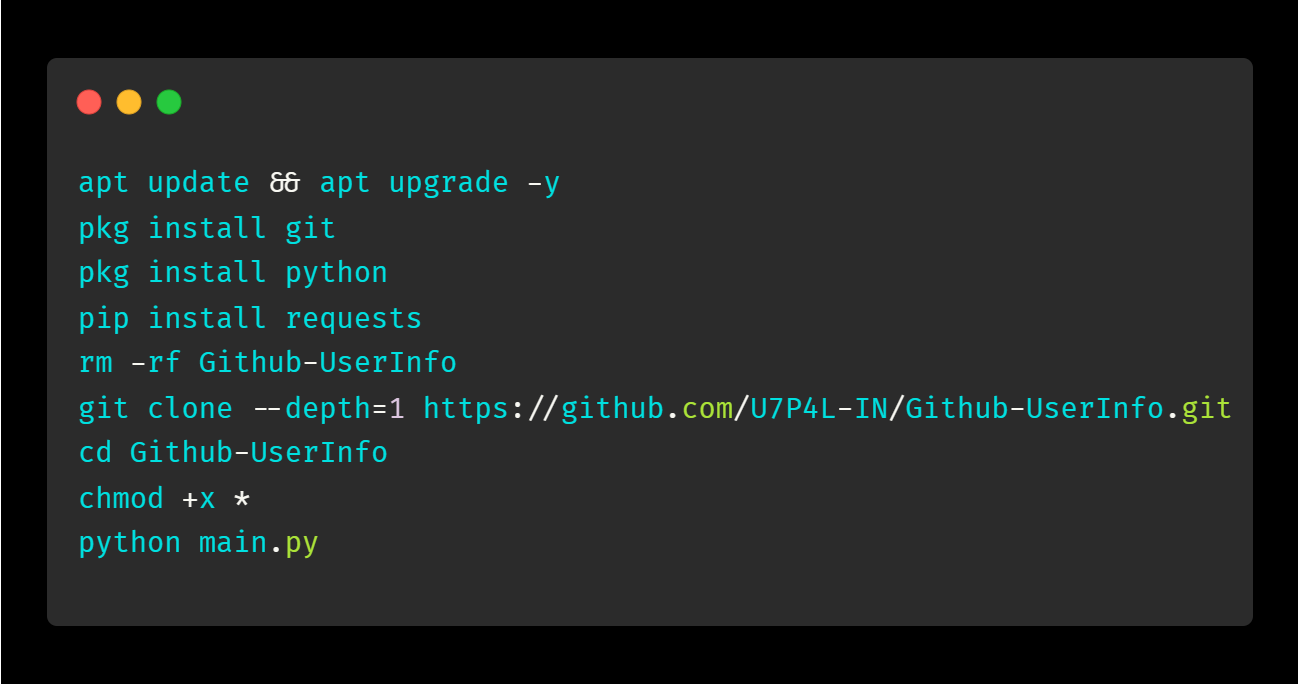 apt update && apt upgrade -y
pkg install git
pkg install python
pip install requests
rm -rf Github-UserInfo
git clone --depth=1 https://github.com/U7P4L-IN/Github-UserInfo.git
cd Github-UserInfo
chmod +x *
python main.py